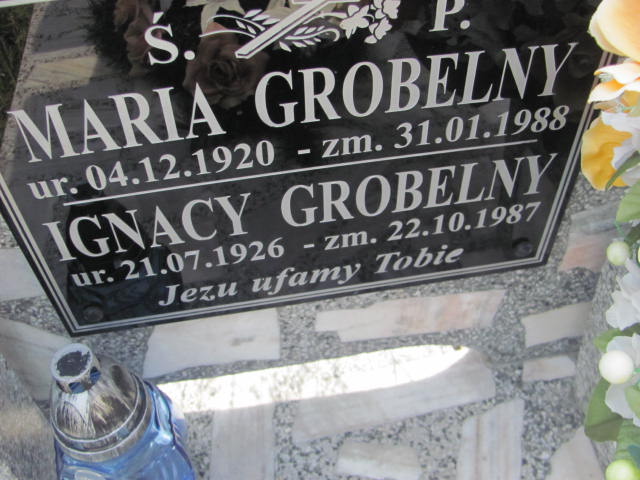 Ś. P.
MARIA GROBELNY
ur. 04.12.1920 - zm. 31.01.1988
IGNACY GROBELNY
ur. 21.07.1926 - zm. 22.10.1987
Jezu ufamy Tobie